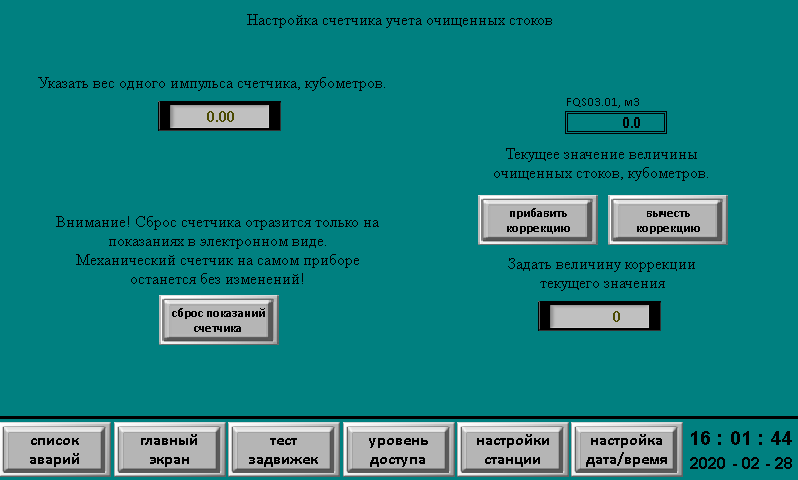 Настройка счетчика учета очищенных стоков
Указать вес одного импульса счетчика, кубометров.
0.00
FQS03.01, м3
0.0
Текущее значение величины
очищенных стоков, кубометров.
прибавить
коррекцию
вычесть
коррекцию
Внимание! Сброс счетчика отразится только на
показаниях в электронном виде.
Механический счетчик на самом приборе
останется без изменений!
Задать величину коррекции
текущего значения
сброс показаний
счетчика
0
список
аварий
главный
экран
тест
задвижек
уровень
доступа
настройки
станции
настройка
дата/время
16 : 01 : 44
2020 - 02 - 28